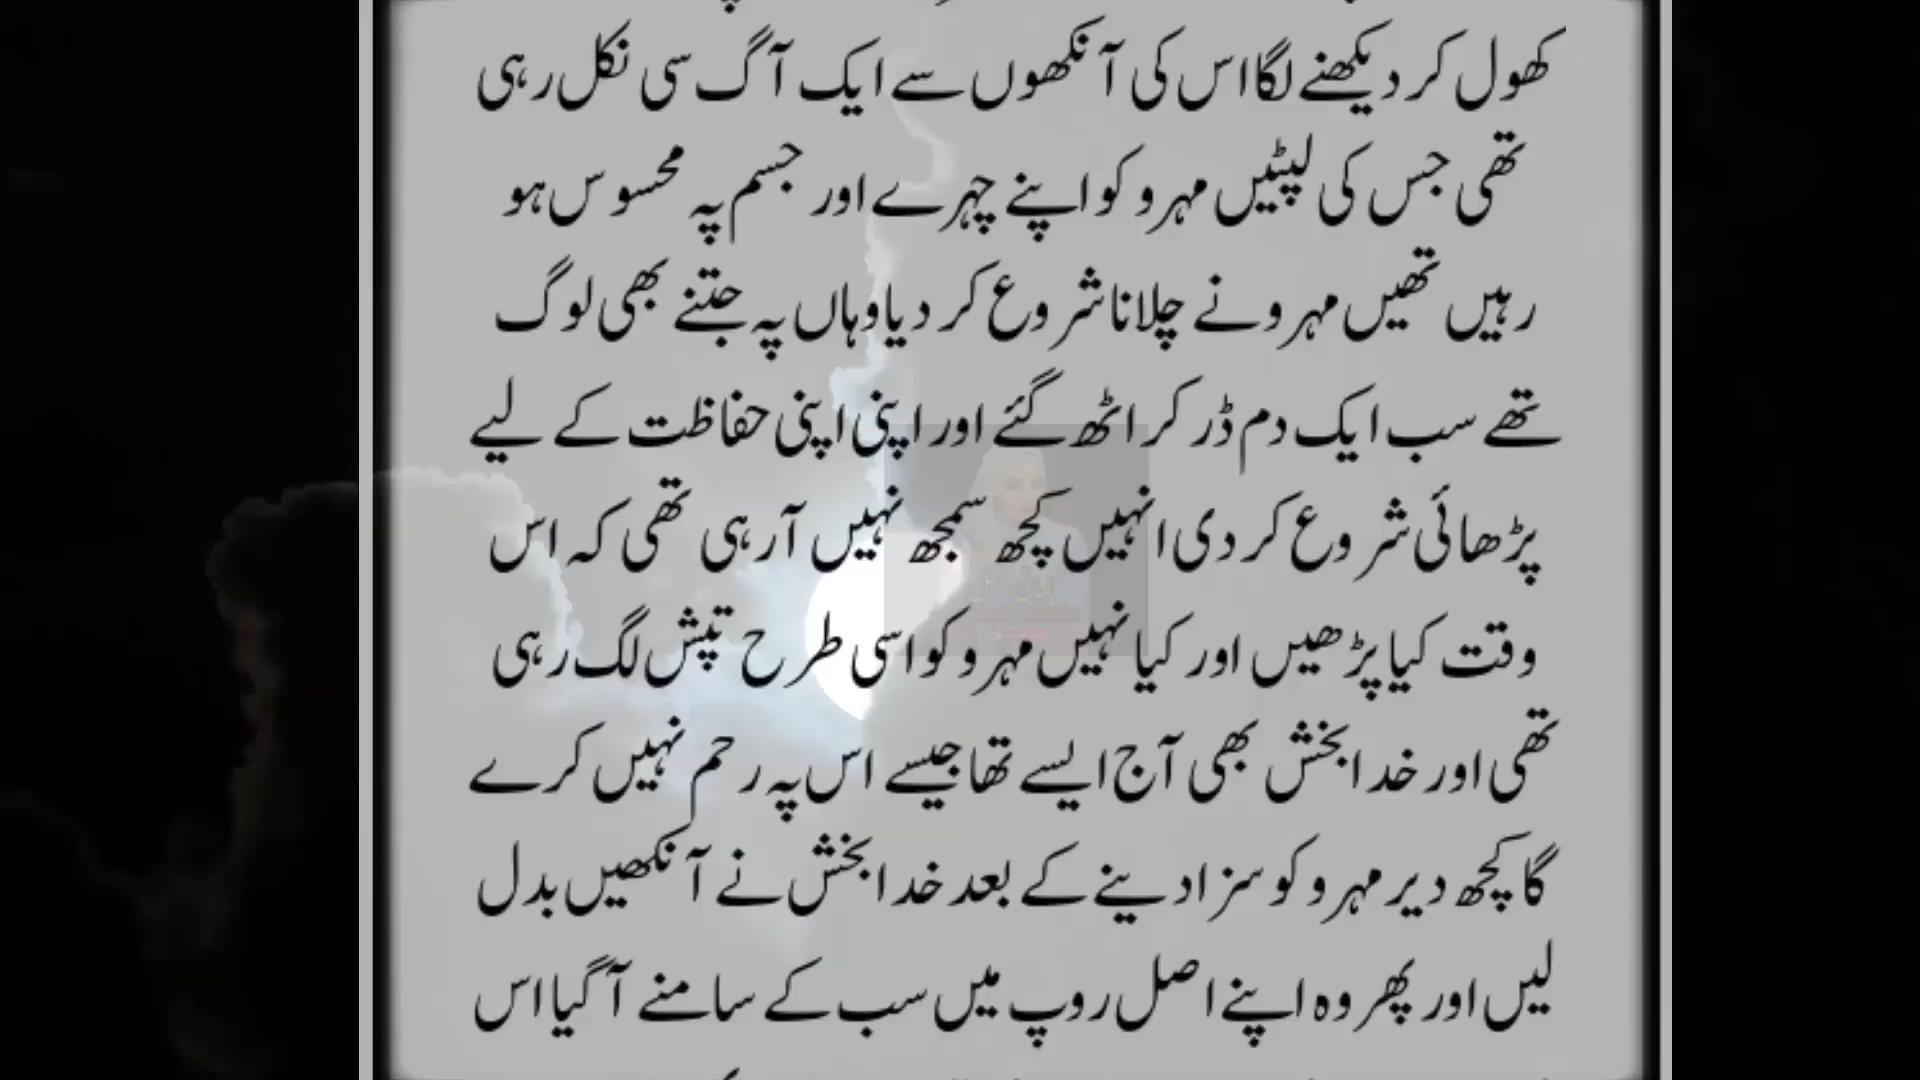 کھول کر دیکھنے لگا اس کی آنکھوں سے ایک آگ سی نکل رہی
تھی جس کی لپٹیں مہرو کو اپنے چہرے اور جسم پہ محسوس ہو
رہیں تھیں مہرو نے چلانا شروع کر دیا وہاں پہ جتنے بھی لوگ
تھے سب ایک دم ڈر کر اٹھ گئے اور اپنی اپنی حفاظت کے لیے
پڑھائی شروع کر دی انہیں کچھ سمجھ نہیں آ رہی تھی کہ اس
وقت کیا پڑھیں اور کیا نہیں مہرو کو اسی طرح تپش لگ رہی
تھی اور خدا بخش بھی آج ایسے تھا جیسے اس پہ رحم نہیں کرے
گا کچھ دیر مہرو کو سزا دینے کے بعد خدا بخش نے آنکھیں بدل
لیں اور پھر وہ اپنے اصل روپ میں سب کے سامنے آ گیا اس